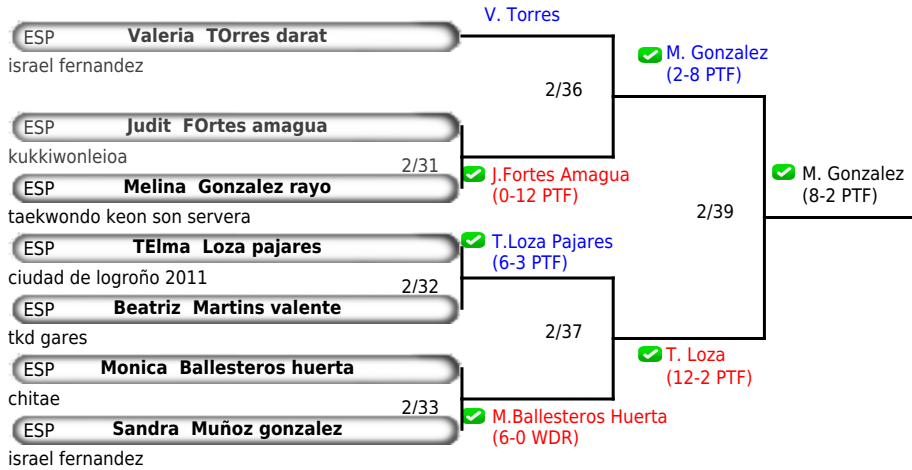 V. Torres
ESP Valeria TOrres darat
israel fernandez
M. Gonzalez
(2-8 PTF)
2/36
ESP Judit FOrtes amagua
kukkiwonleioa
2/31
J.Fortes Amagua
(0-12 PTF)
ESP Melina Gonzalez rayo
taekwondo keon son servera
M. Gonzalez
(8-2 PTF)
2/39
ESP TElma Loza pajares
T.Loza Pajares
(6-3 PTF)
ciudad de logroño 2011
2/32
ESP Beatriz Martins valente
tkd gares
2/37
T. Loza
(12-2 PTF)
ESP Monica Ballesteros huerta
chitae
2/33
M.Ballesteros Huerta
(6-0 WDR)
ESP Sandra Muñoz gonzalez
israel fernandez